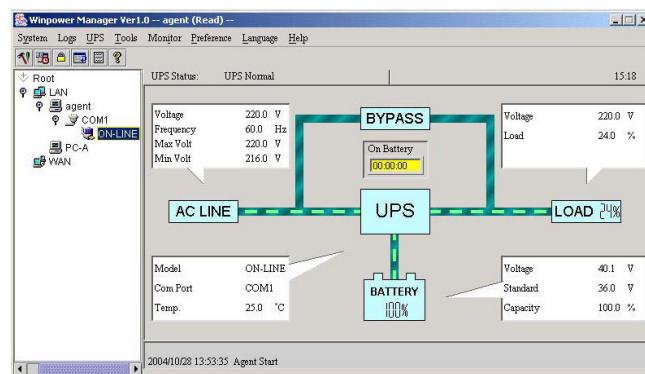 Winpower Manager Ver1.0 -- agent (Read) --
System Logs UPS Tools Monitor Preference Language Help
Root
LAN
agent
COM1
ON-LINE
PC-A
WAN
UPS Status: UPS Normal 15:18
Voltage 220.0 V
Frequency 60.0 Hz
Max Volt 220.0 V
Min Volt 216.0 V
BYPASS
On Battery
00:00:00
Voltage 220.0 V
Load 24.0 %
AC LINE
UPS
LOAD 24%
Model ON-LINE
Com Port COM1
Temp. 25.0 °C
BATTERY
100%
Voltage 40.1 V
Standard 36.0 V
Capacity 100.0 %
2004/10/28 13:53:35 Agent Start